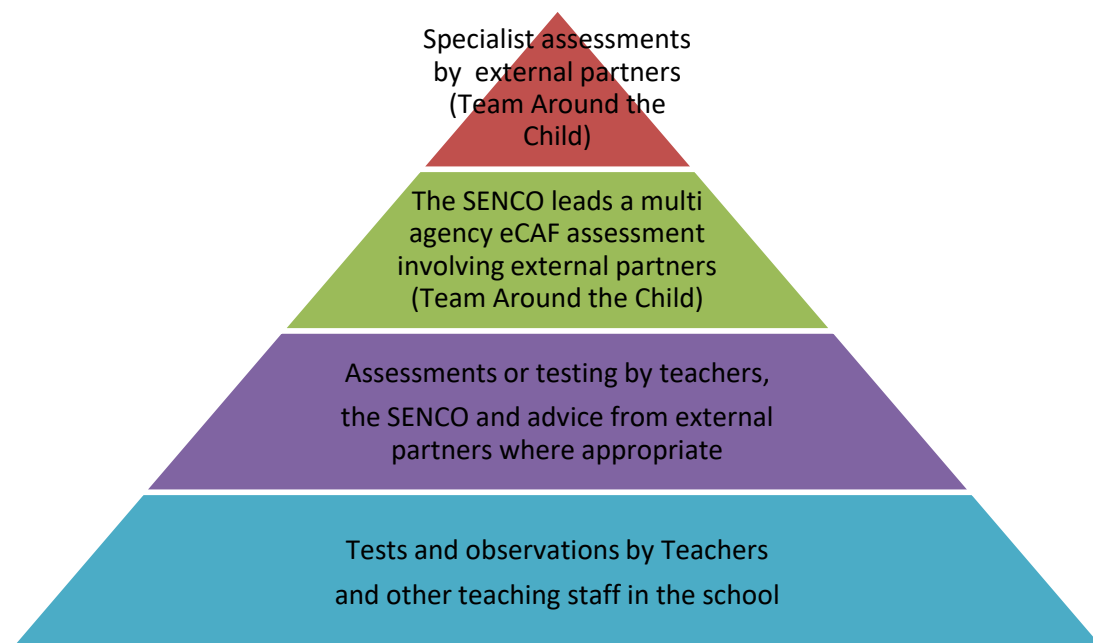 Specialist assessments
by  external partners
(Team Around the
Child)
The SENCO leads a multi
agency eCAF assessment
involving external partners
(Team Around the Child)
Assessments or testing by teachers,
the SENCO and advice from external
partners where appropriate
Tests and observations by Teachers
and other teaching staff in the school